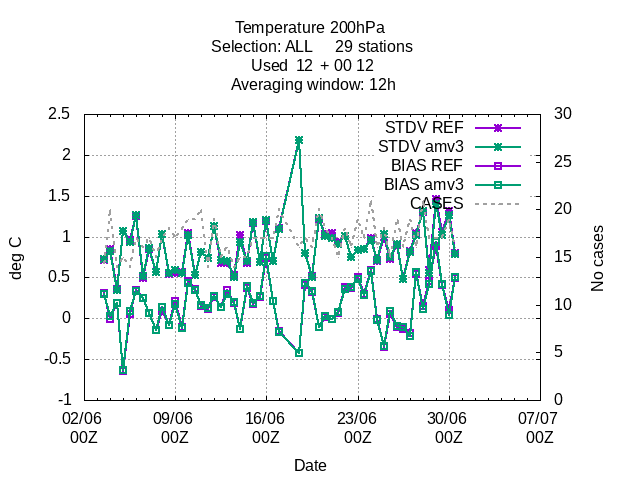 Temperature 200hPa
Selection: ALL 29 stations
Used 12 + 00 12
Averaging window: 12h
2.5
2
1.5
1
0.5
0
-0.5
-1
deg C
30
25
20
15
10
5
0
No cases
STDV REF
STDV amv3
BIAS REF
BIAS amv3
CASES
02/06 09/06 16/06 23/06 30/06 07/07
00Z 00Z 00Z 00Z 00Z 00Z
Date